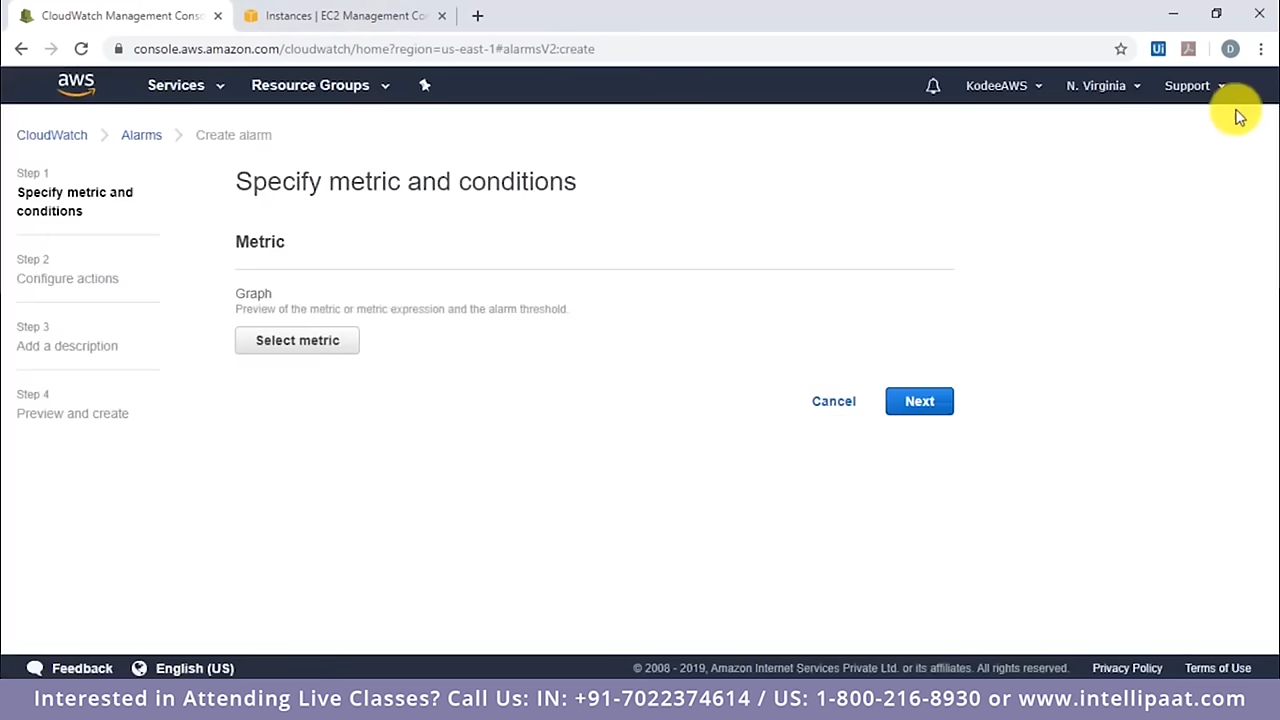 CloudWatch Management Conso
Instances | EC2 Management Con
console.aws.amazon.com/cloudwatch/home?region=us-east-1#alarmsV2:create
Ui
D
aws
Services
Resource Groups
KodeeAWS
N. Virginia
Support
CloudWatch
Alarms
Create alarm
Step 1
Specify metric and
conditions
Step 2
Configure actions
Step 3
Add a description
Step 4
Preview and create
Specify metric and conditions
Metric
Graph
Preview of the metric or metric expression and the alarm threshold.
Select metric
Cancel
Next
Feedback
English (US)
© 2008 - 2019, Amazon Internet Services Private Ltd. or its affiliates. All rights reserved.
Privacy Policy
Terms of Use
Interested in Attending Live Classes? Call Us: IN: +91-7022374614 / US: 1-800-216-8930 or www.intellipaat.com